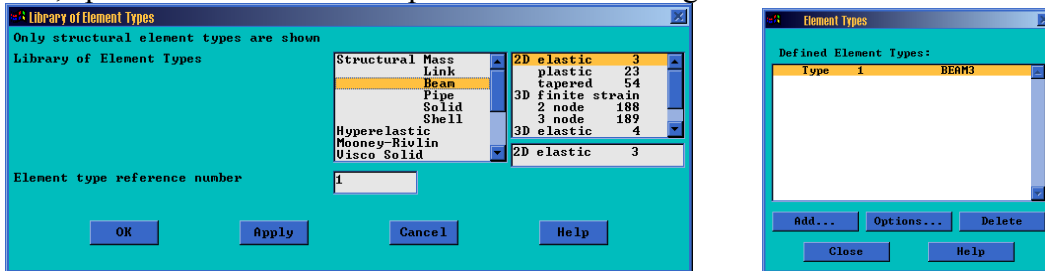 Library of Element Types
Only structural element types are shown
Library of Element Types
Structural Mass
Link
Beam
Pipe
Solid
Shell
Hyperelastic
Mooney-Rivlin
Visco Solid
2D elastic 3
plastic 23
tapered 54
3D finite strain
2 node 188
3 node 189
3D elastic 4
2D elastic 3
Element type reference number
1
OK
Apply
Cancel
Help
Element Types
Defined Element Types:
Type 1 BEAM3
Add...
Options...
Delete
Close
Help